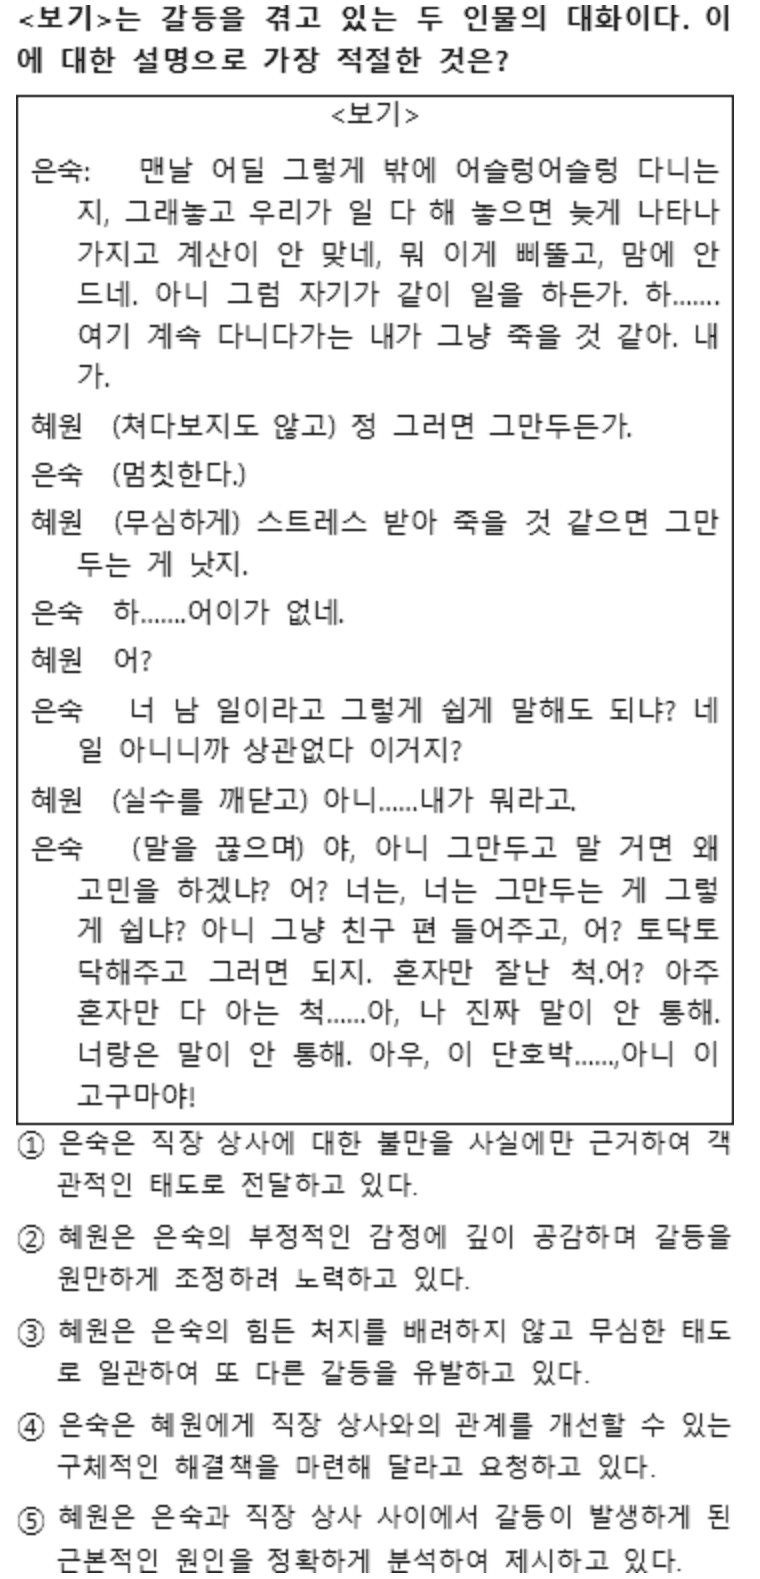 <보기>는 갈등을 겪고 있는 두 인물의 대화이다. 이
에 대한 설명으로 가장 적절한 것은?
<보기>
은숙: 맨날 어딜 그렇게 밖에 어슬렁어슬렁 다니는
지, 그래놓고 우리가 일 다 해 놓으면 늦게 나타나
가지고 계산이 안 맞네, 뭐 이게 삐뚤고, 맘에 안
드네. 아니 그럼 자기가 같이 일을 하든가. 하.......
여기 계속 다니다가는 내가 그냥 죽을 것 같아. 내
가.
혜원 (쳐다보지도 않고) 정 그러면 그만두든가.
은숙 (멈칫한다.)
혜원 (무심하게) 스트레스 받아 죽을 것 같으면 그만
두는 게 낫지.
은숙 하.......어이가 없네.
혜원 어?
은숙 너 남 일이라고 그렇게 쉽게 말해도 되냐? 네
일 아니니까 상관없다 이거지?
혜원 (실수를 깨닫고) 아니......내가 뭐라고.
은숙 (말을 끊으며) 야, 아니 그만두고 말 거면 왜
고민을 하겠냐? 어? 너는, 너는 그만두는 게 그렇
게 쉽냐? 아니 그냥 친구 편 들어주고, 어? 토닥토
닥해주고 그러면 되지. 혼자만 잘난 척.어? 아주
혼자만 다 아는 척......아, 나 진짜 말이 안 통해.
너랑은 말이 안 통해. 아우, 이 단호박......,아니 이
고구마야!
① 은숙은 직장 상사에 대한 불만을 사실에만 근거하여 객
관적인 태도로 전달하고 있다.
② 혜원은 은숙의 부정적인 감정에 깊이 공감하며 갈등을
원만하게 조정하려 노력하고 있다.
③ 혜원은 은숙의 힘든 처지를 배려하지 않고 무심한 태도
로 일관하여 또 다른 갈등을 유발하고 있다.
④ 은숙은 혜원에게 직장 상사와의 관계를 개선할 수 있는
구체적인 해결책을 마련해 달라고 요청하고 있다.
⑤ 혜원은 은숙과 직장 상사 사이에서 갈등이 발생하게 된
근본적인 원인을 정확하게 분석하여 제시하고 있다.